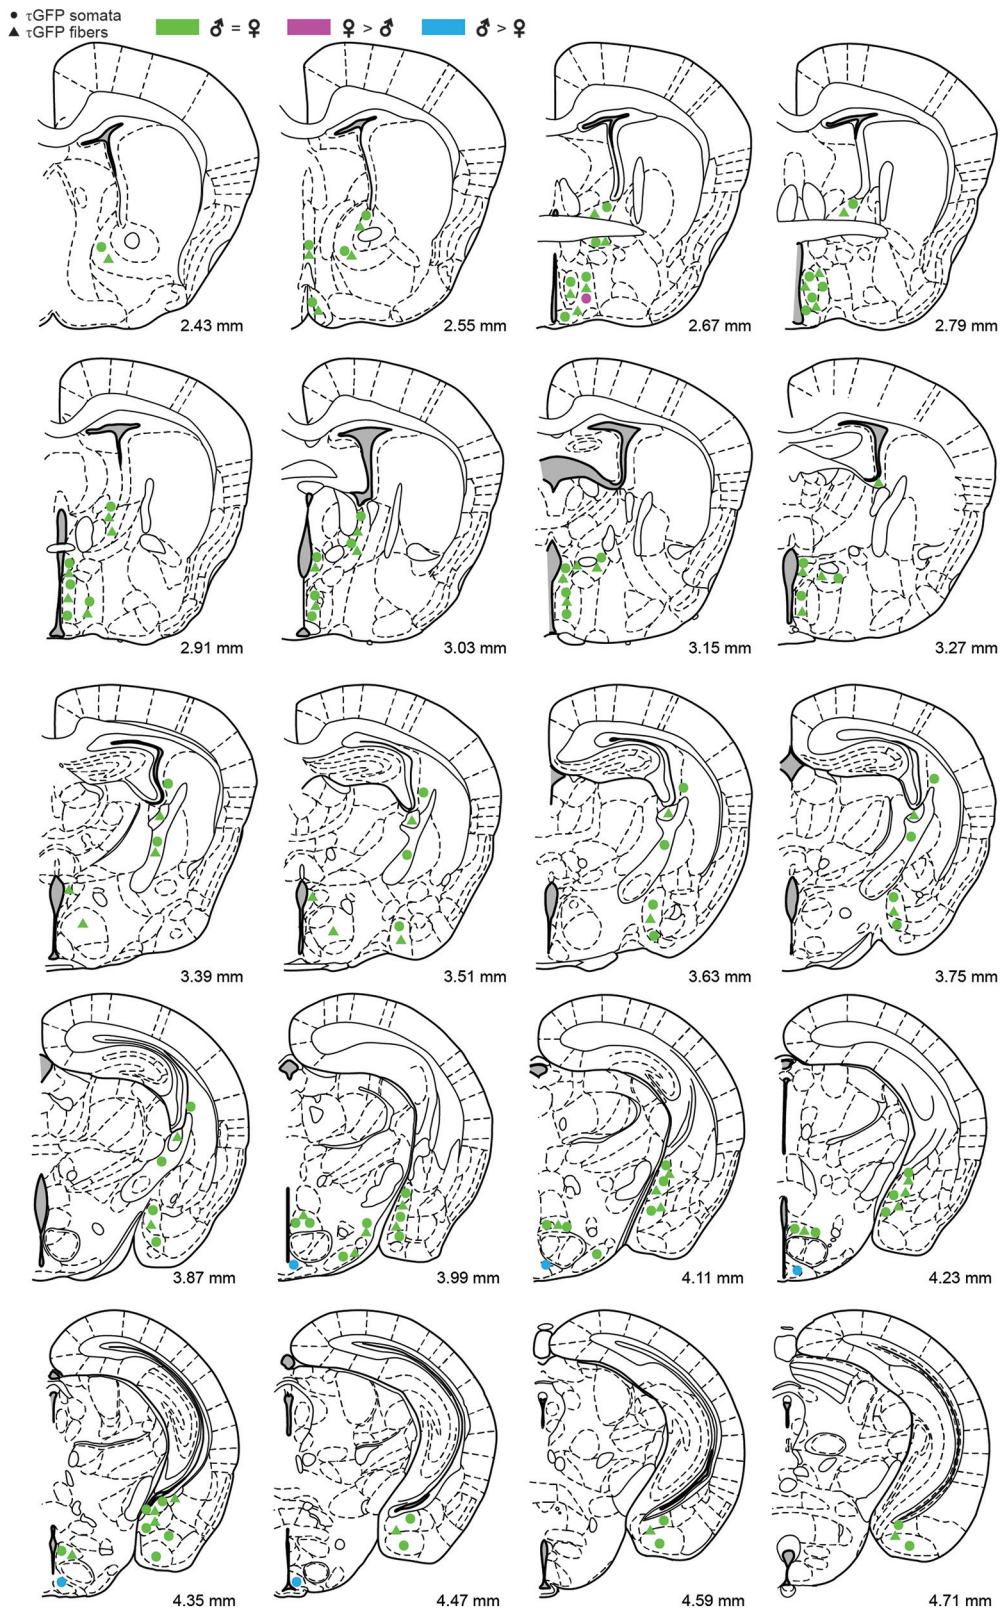 ● τGFP somata
▲ τGFP fibers
♂ = ♀
♀ > ♂
♂ > ♀
2.43 mm
2.55 mm
2.67 mm
2.79 mm
2.91 mm
3.03 mm
3.15 mm
3.27 mm
3.39 mm
3.51 mm
3.63 mm
3.75 mm
3.87 mm
3.99 mm
4.11 mm
4.23 mm
4.35 mm
4.47 mm
4.59 mm
4.71 mm